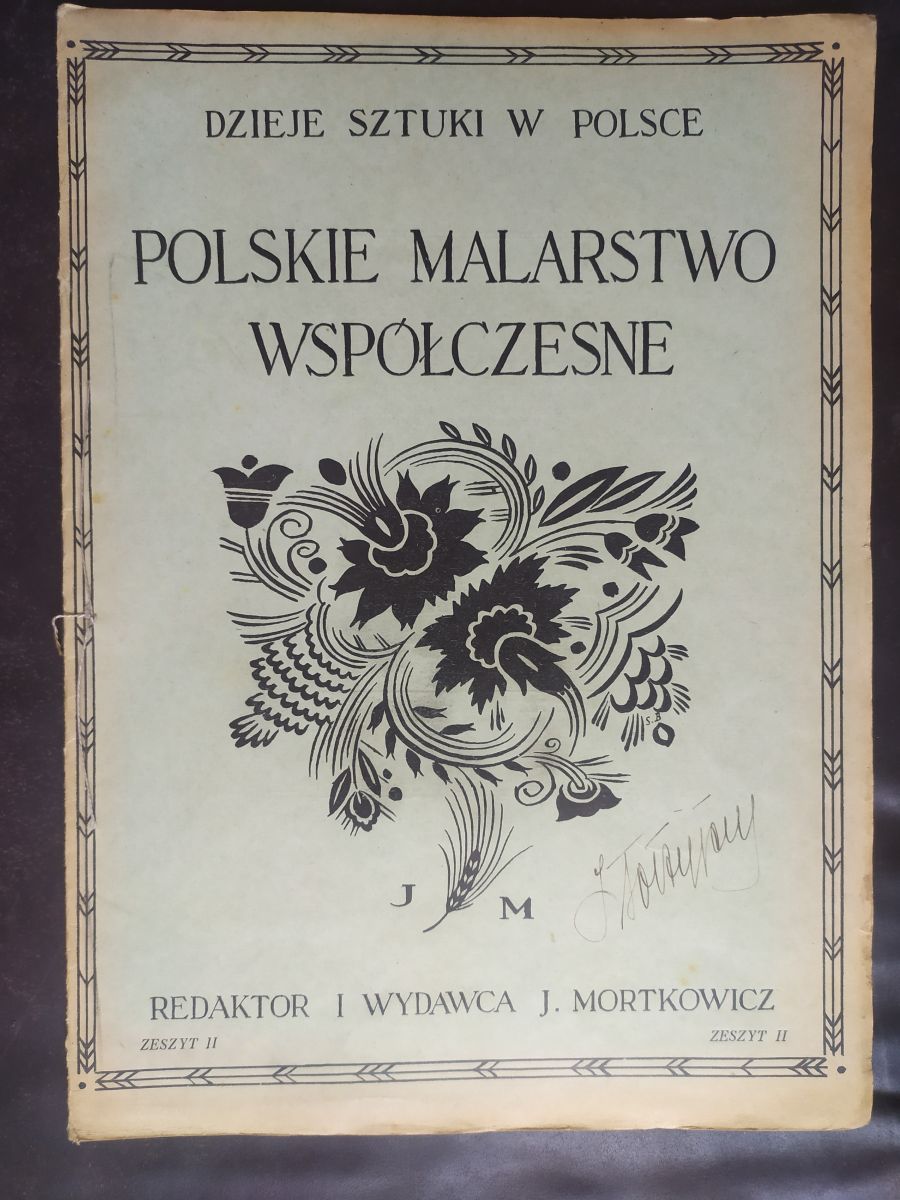 DZIEJE SZTUKI W POLSCE
POLSKIE MALARSTWO
WSPÓŁCZESNE
S.B
J M
REDAKTOR I WYDAWCA J. MORTKOWICZ
ZESZYT II ZESZYT II